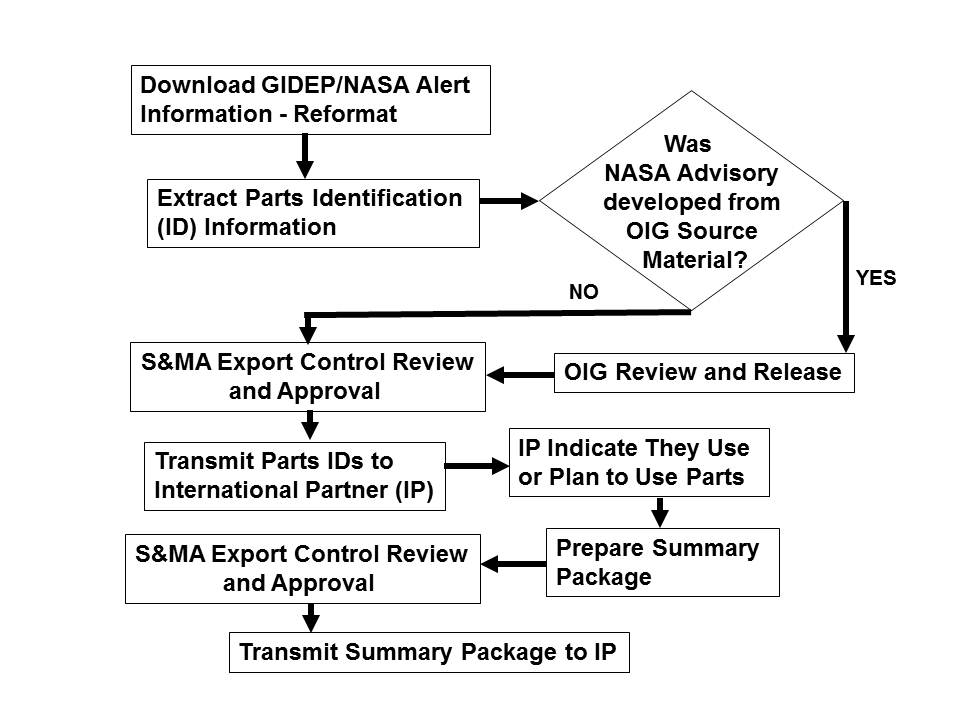 Download GIDEP/NASA Alert
Information - Reformat
Extract Parts Identification
(ID) Information
Was
NASA Advisory
developed from
OIG Source
Material?
YES
NO
S&MA Export Control Review
and Approval
OIG Review and Release
Transmit Parts IDs to
International Partner (IP)
IP Indicate They Use
or Plan to Use Parts
Prepare Summary
Package
S&MA Export Control Review
and Approval
Transmit Summary Package to IP